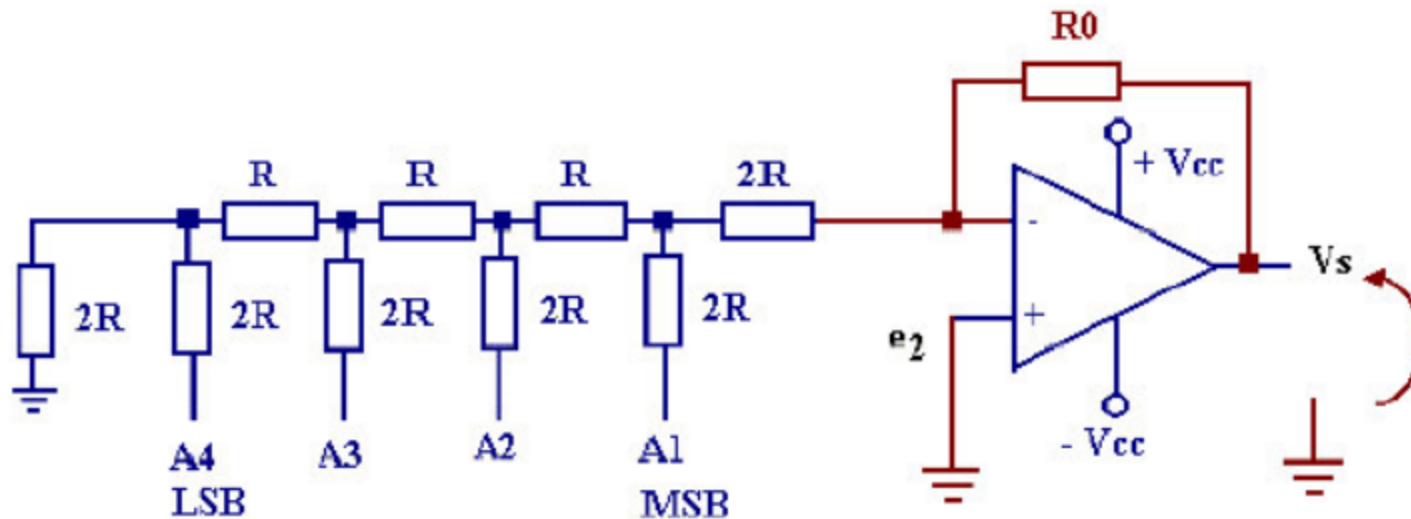 R0
+ Vcc
R R R 2R
-
Vs
2R 2R 2R 2R 2R
+
e2
- Vcc
A4 A3 A2 A1
LSB MSB